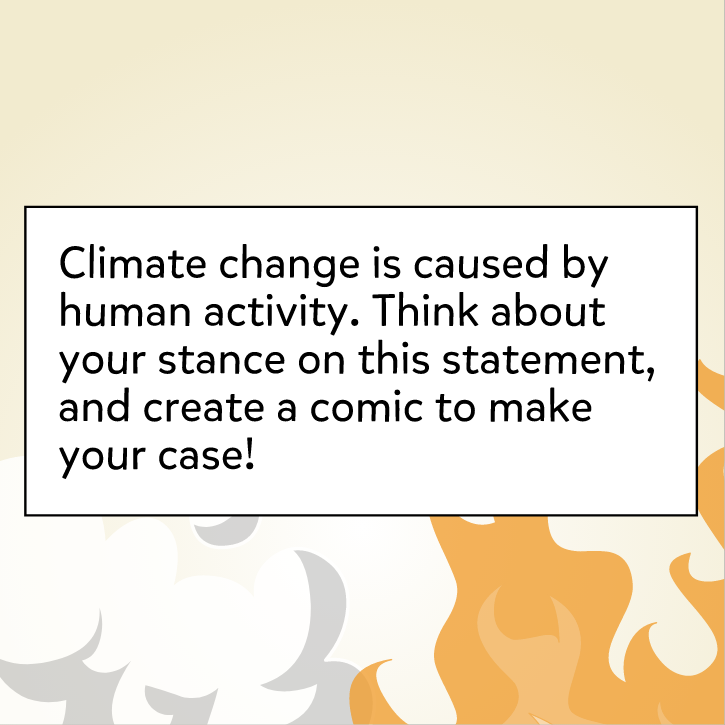 Climate change is caused by
human activity. Think about
your stance on this statement,
and create a comic to make
your case!